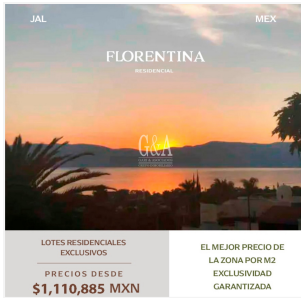 JAL
MEX
FLORENTINA
RESIDENCIAL
G&A
LOTES RESIDENCIALES
EXCLUSIVOS
PRECIOS DESDE
$1,110,885 MXN
EL MEJOR PRECIO DE
LA ZONA POR M2
EXCLUSIVIDAD
GARANTIZADA